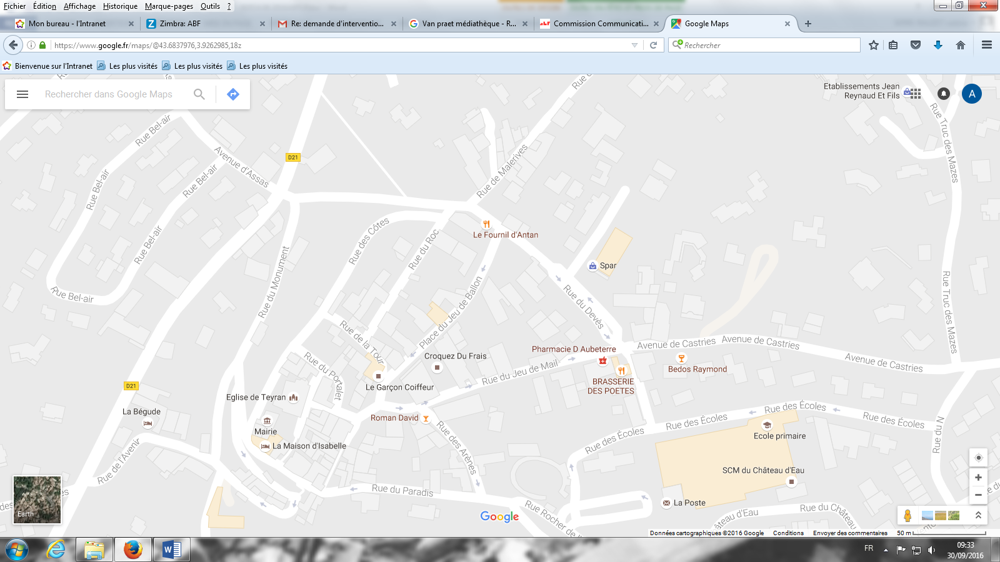 Fichier Édition Affichage Historique Marque-pages Outils ?
Mon bureau - l'Intranet
Zimbra: ABF
Re: demande d'interventio...
Van praet médiathèque - R...
Commission Communicati...
Google Maps
https://www.google.fr/maps/@43.6837976,3.9262985,18z
Rechercher
Bienvenue sur l'Intranet
Les plus visités
Les plus visités
Les plus visités
Rechercher dans Google Maps
Etablissements Jean
Reynaud Et Fils
A
Rue Bel-air
Avenue d'Assas
D21
Rue de Malerives
Rue Truc des Mazes
Rue Bel-air
Rue Bel-air
Rue Bel-air
Rue Bel-air
Rue des Côtes
Rue du Roc
Le Fournil d'Antan
Rue du Monument
Spar
Place du Jeu de Ballon
Rue du Devès
Rue Truc des Mazes
Rue de la Tour
Pharmacie D Aubeterre
Avenue de Castries
Avenue de Castries
Avenue de Castries
Croquez Du Frais
Rue du Portalet
Rue du Jeu de Mail
Bedos Raymond
BRASSERIE
DES POETES
D21
Le Garçon Coiffeur
Eglise de Teyran
La Bégude
Roman David
Rue des Écoles
Rue des Écoles
Rue des Écoles
Rue des Écoles
Mairie
La Maison d'Isabelle
Rue des Arènes
Ecole primaire
Rue de l'Avenir
SCM du Château d'Eau
Rue du Paradis
La Poste
Rue Rocher de
Rue du Château
Earth
Google
Données cartographiques ©2016 Google Conditions Envoyer des commentaires 50 m
FR
09:33
30/09/2016